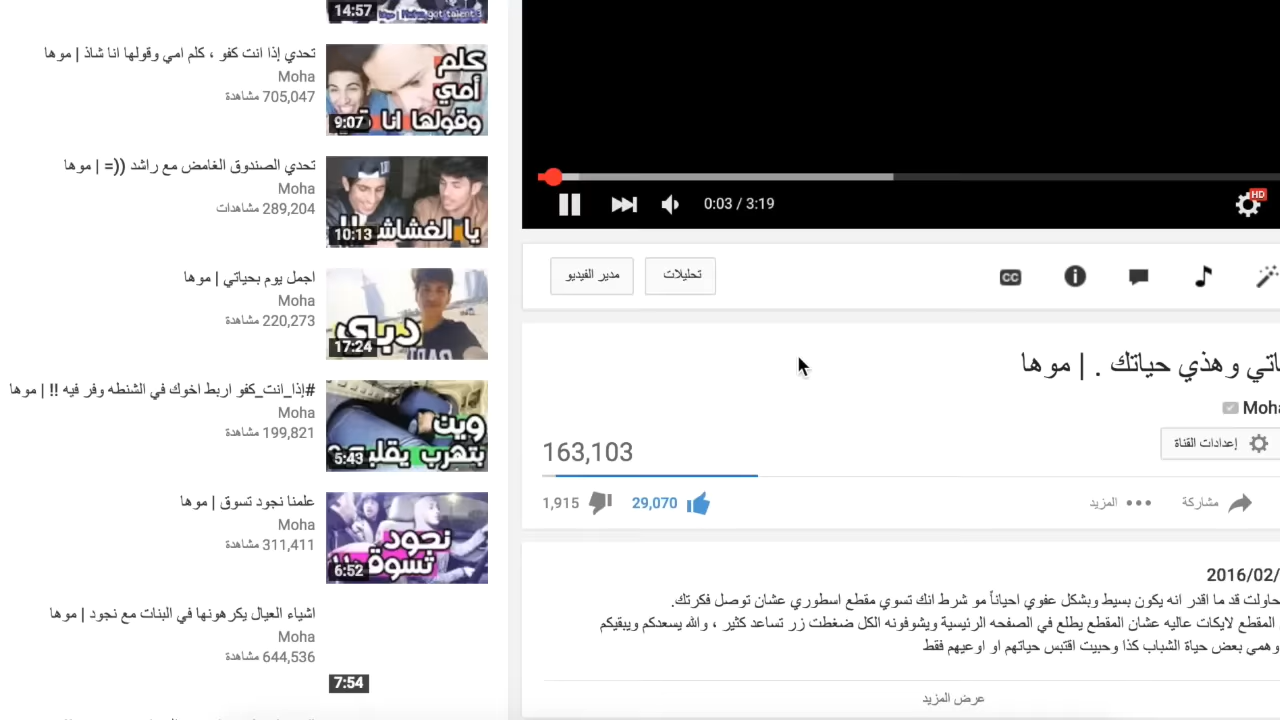 14:57
got talent 3
تحدي إذا انت كفو ، كلم امي وقولها انا شاذ | موها
Moha
705,047 مشاهدة
كلم
أمي
وقولها انا
9:07
تحدي الصندوق الغامض مع راشد ((= | موها
Moha
289,204 مشاهدات
يا الغشاش
10:13
اجمل يوم بحياتي | موها
Moha
220,273 مشاهدة
دبي
17:24
#إذا_انت_كفو اربط اخوك في الشنطه وفر فيه !! | موها
Moha
199,821 مشاهدة
وين
بتهرب
5:43
علمنا نجود تسوق | موها
Moha
311,411 مشاهدة
نجود
تسوق
6:52
اشياء العيال يكرهونها في البنات مع نجود | موها
Moha
644,536 مشاهدة
7:54
0:03 / 3:19
HD
تحليلات
مدير الفيديو
CC
وهذي حياتك . | موها
Moha
إعدادات القناة
163,103
1,915
29,070
المزيد
مشاركة
2016/02/
حاولت قد ما اقدر انه يكون بسيط وبشكل عفوي احياناً مو شرط انك تسوي مقطع اسطوري عشان توصل فكرتك.
المقطع لايكات عاليه عشان المقطع يطلع في الصفحه الرئيسية ويشوفونه الكل ضغطت زر تساعد كثير ، والله يسعدكم ويبقيكم
وهمي بعض حياة الشباب كذا وحبيت اقتبس حياتهم او اوعيهم فقط
عرض المزيد